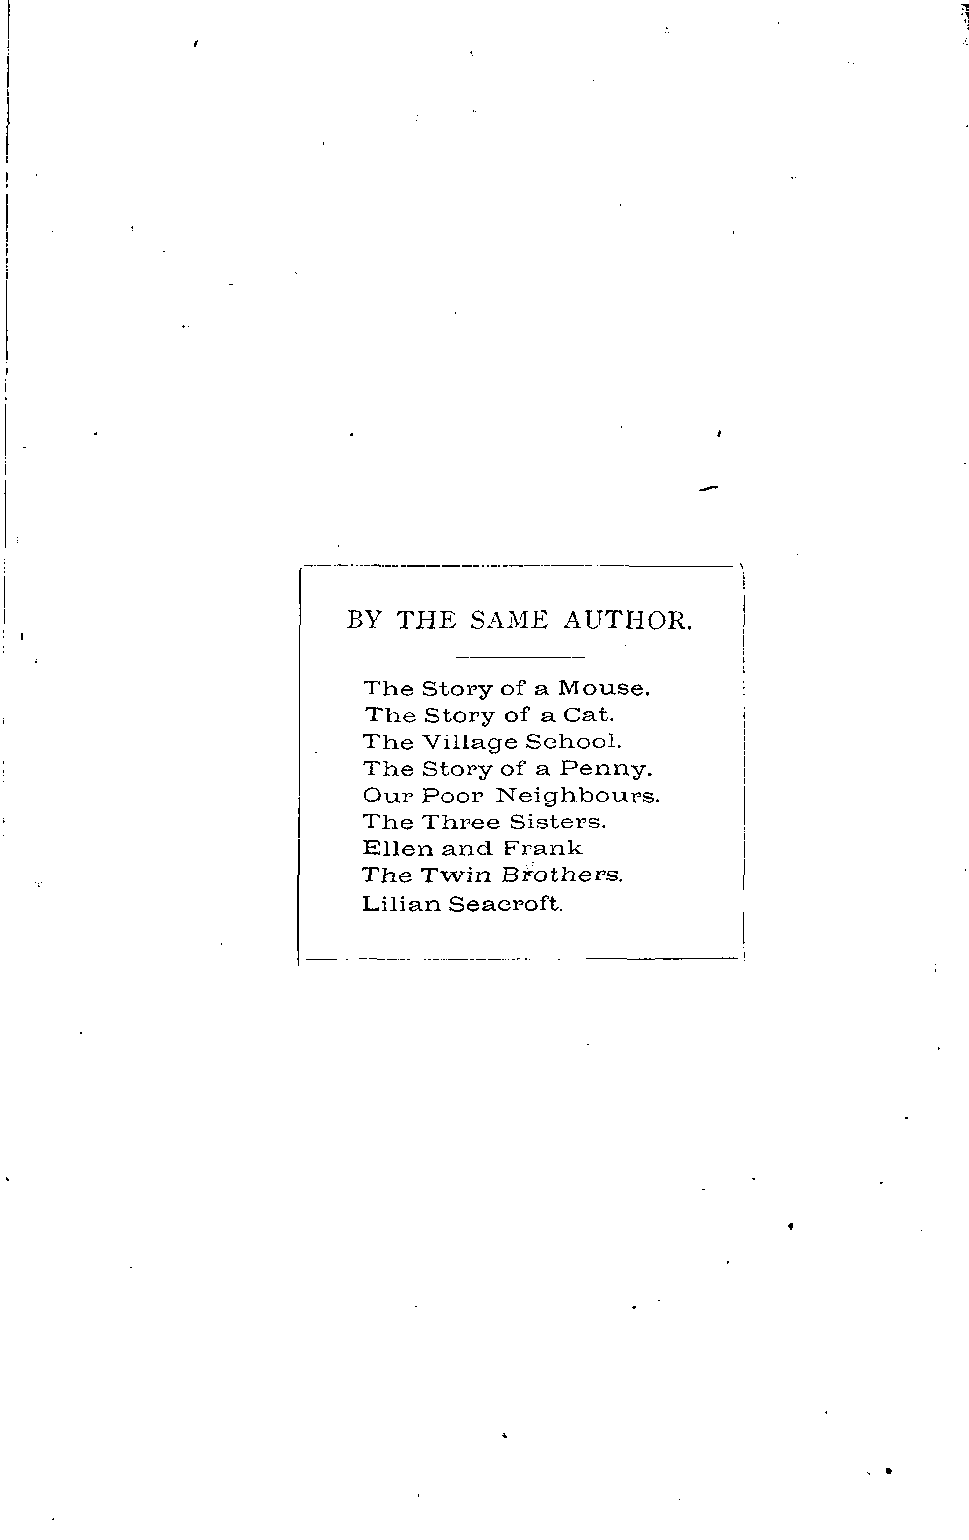 BY THE SAME AUTHOR.
The Story of a Mouse.
The Story of a Cat.
The Village School.
The Story of a Penny.
Our Poor Neighbours.
The Three Sisters.
Ellen and Frank
The Twin Brothers.
Lilian Seacroft.